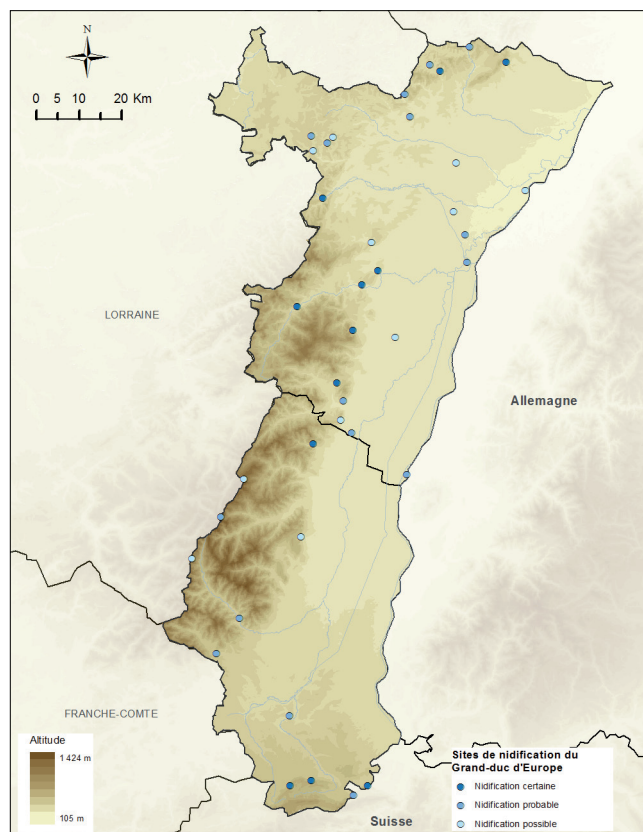 N
0 5 10 20 Km
LORRAINE
Allemagne
FRANCHE-COMTE
Altitude
1 424 m
105 m
Suisse
Sites de nidification du
Grand-duc d'Europe
Nidification certaine
Nidification probable
Nidification possible